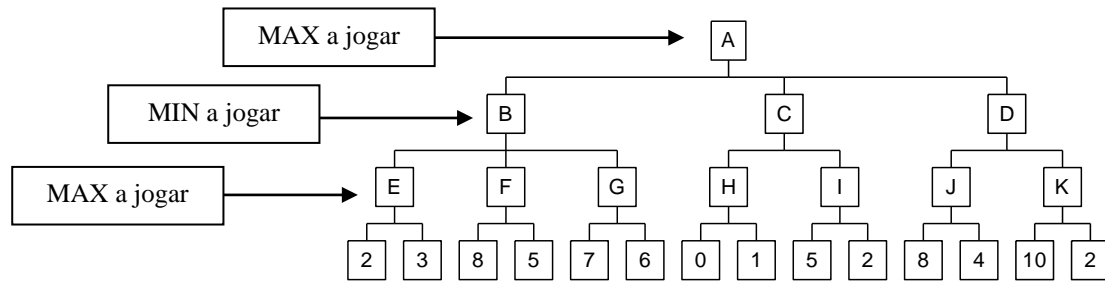 MAX a jogar
A
MIN a jogar
B C D
MAX a jogar
E F G H I J K
2 3 8 5 7 6 0 1 5 2 8 4 10 2